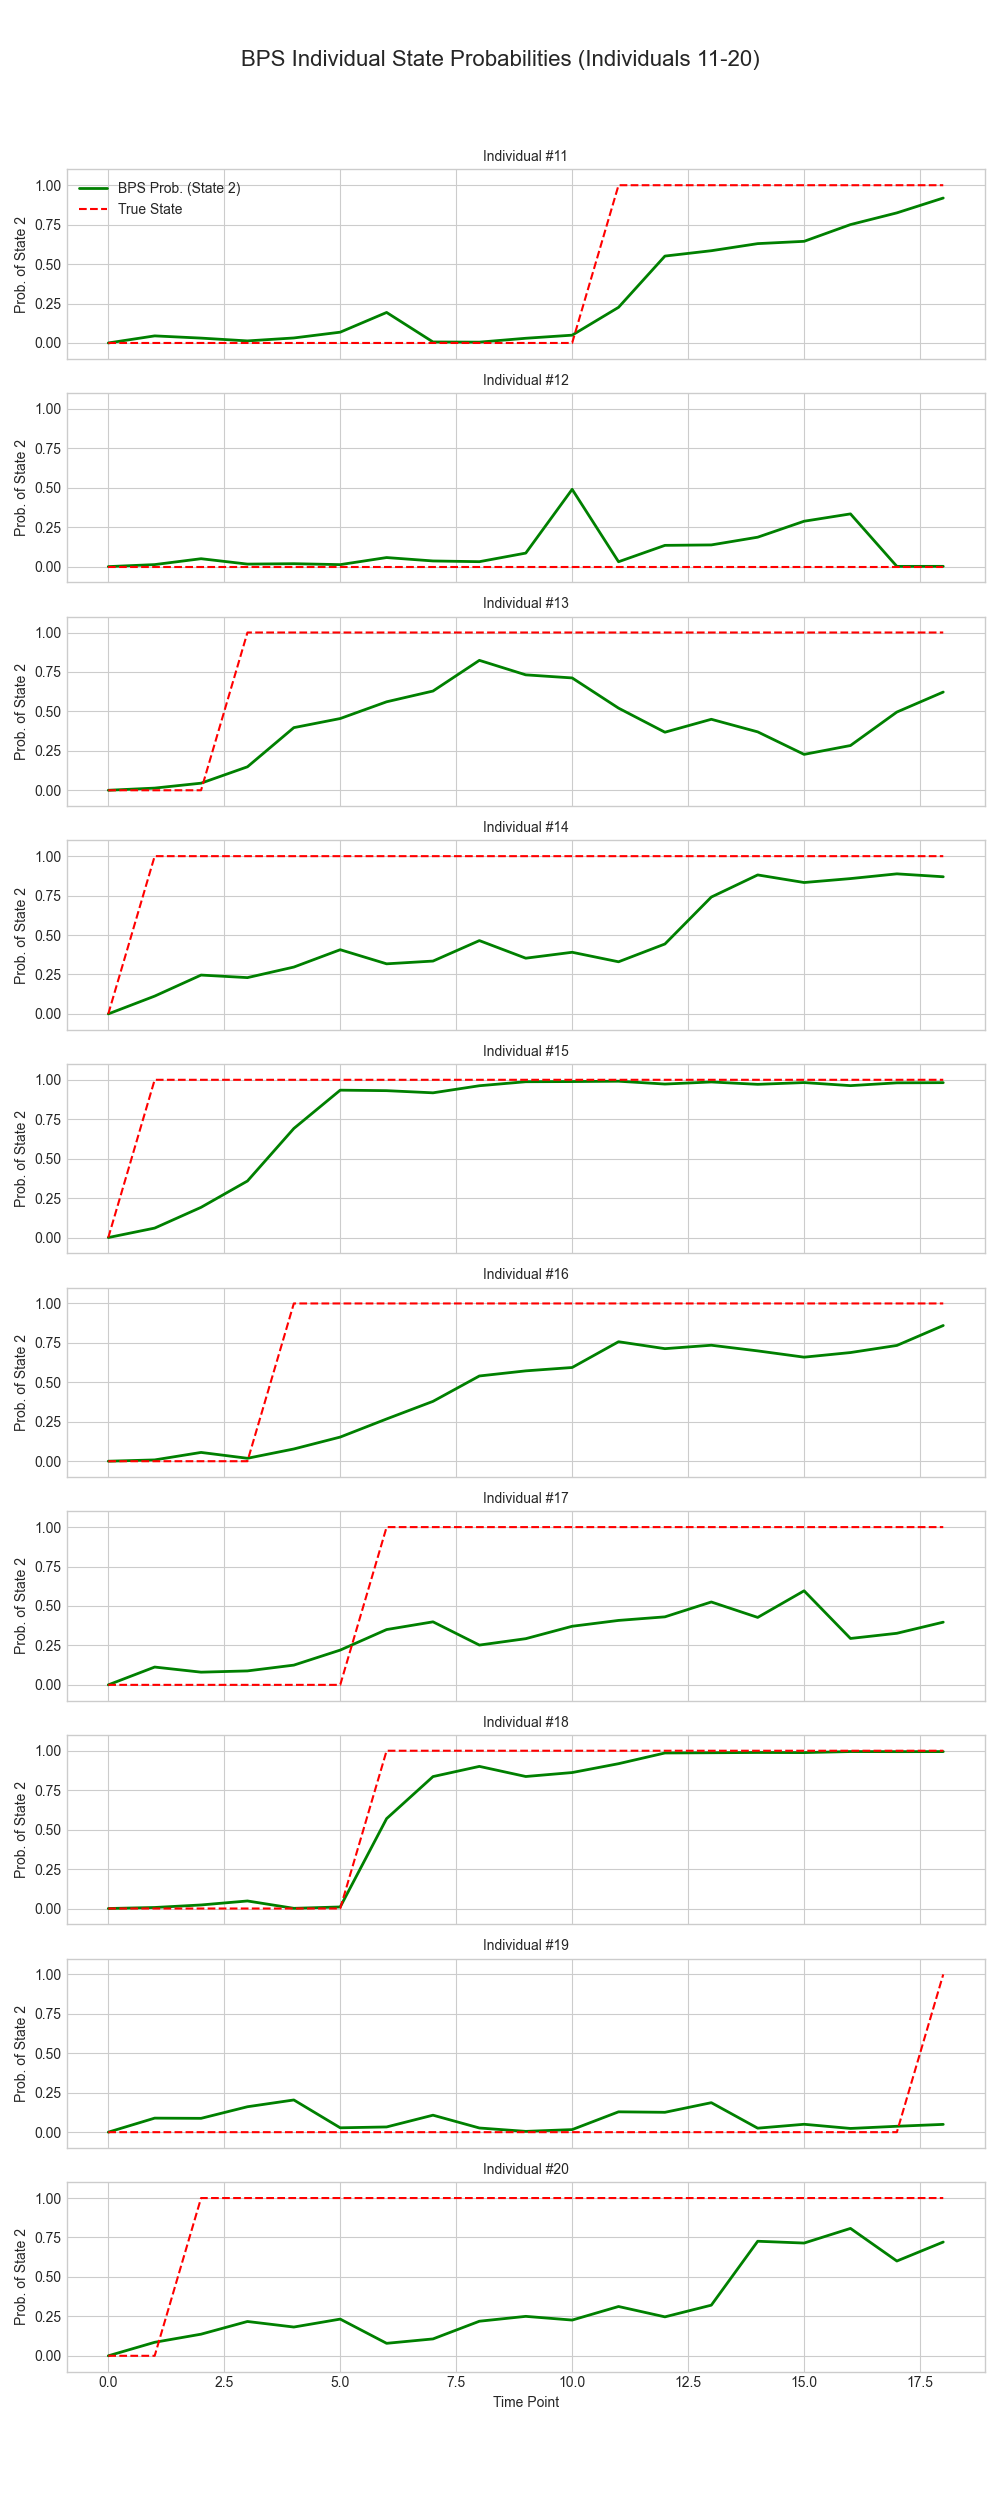 BPS Individual State Probabilities (Individuals 11-20)
Individual #11
BPS Prob. (State 2)
True State
Prob. of State 2
1.00
0.75
0.50
0.25
0.00
Individual #12
Prob. of State 2
1.00
0.75
0.50
0.25
0.00
Individual #13
Prob. of State 2
1.00
0.75
0.50
0.25
0.00
Individual #14
Prob. of State 2
1.00
0.75
0.50
0.25
0.00
Individual #15
Prob. of State 2
1.00
0.75
0.50
0.25
0.00
Individual #16
Prob. of State 2
1.00
0.75
0.50
0.25
0.00
Individual #17
Prob. of State 2
1.00
0.75
0.50
0.25
0.00
Individual #18
Prob. of State 2
1.00
0.75
0.50
0.25
0.00
Individual #19
Prob. of State 2
1.00
0.75
0.50
0.25
0.00
Individual #20
Prob. of State 2
1.00
0.75
0.50
0.25
0.00
0.0 2.5 5.0 7.5 10.0 12.5 15.0 17.5
Time Point